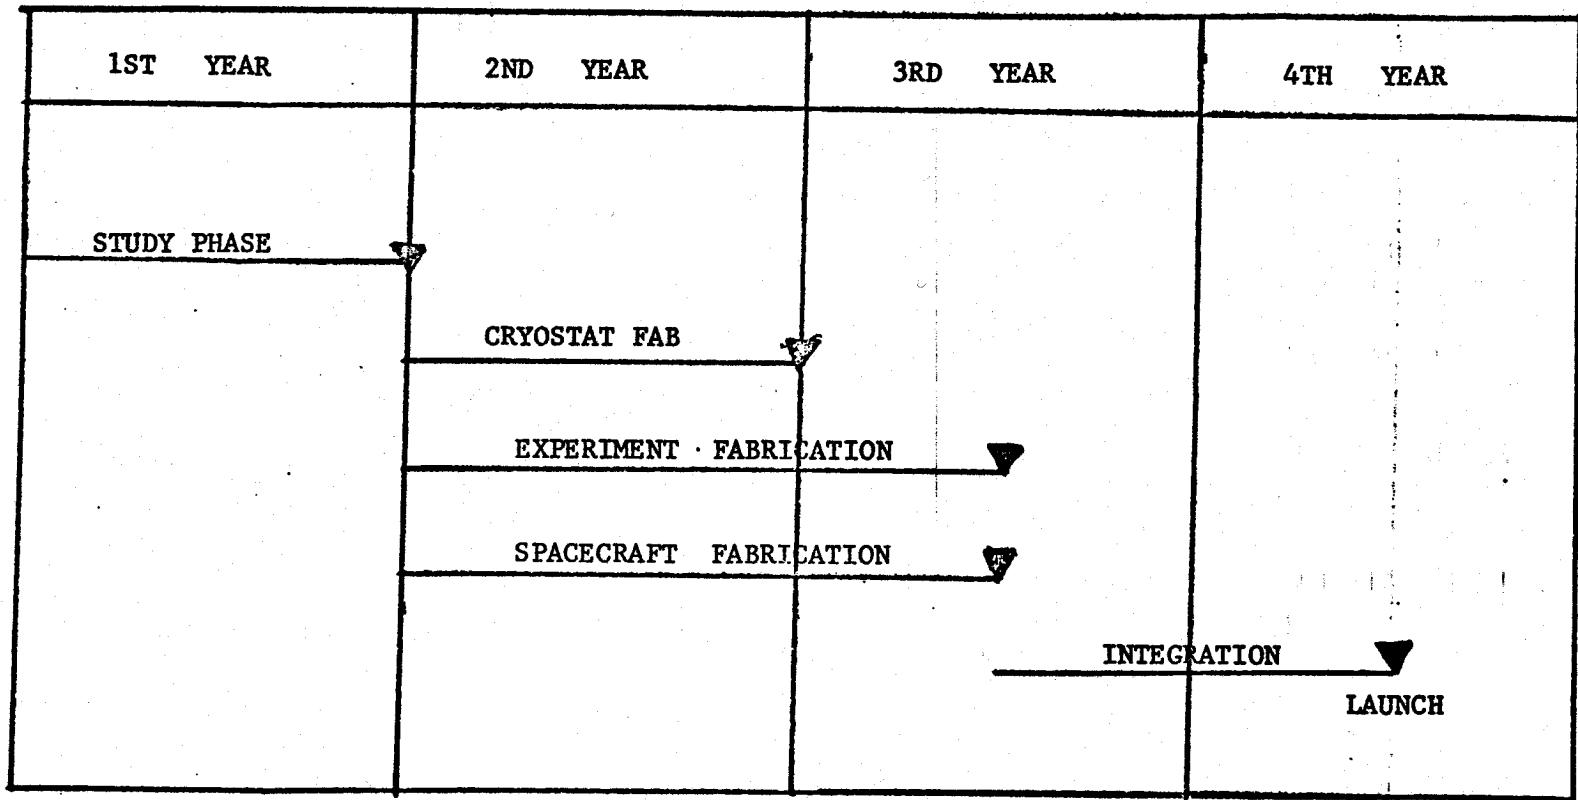 1ST YEAR 2ND YEAR 3RD YEAR 4TH YEAR
STUDY PHASE
CRYOSTAT FAB
EXPERIMENT FABRICATION
SPACECRAFT FABRICATION
INTEGRATION
LAUNCH